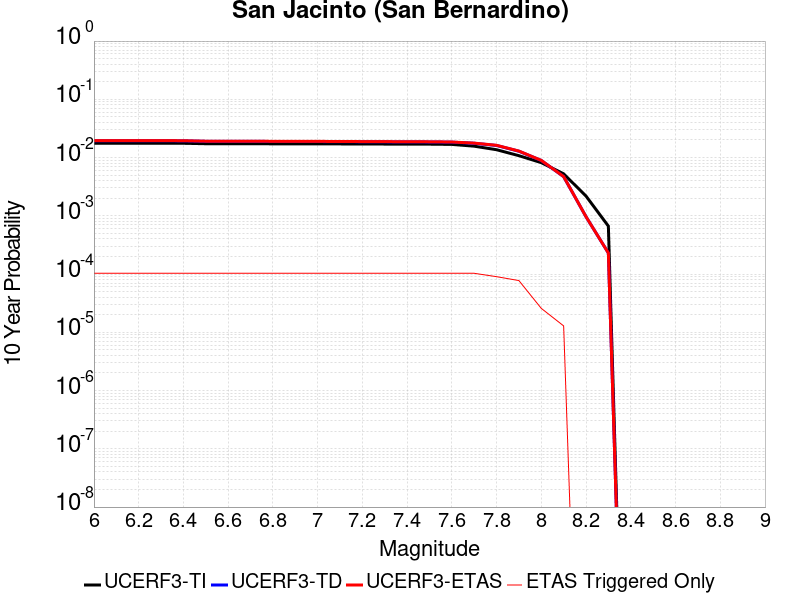 San Jacinto (San Bernardino)
10 0
10 -1
10 -2
10 -3
10 -4
10 -5
10 -6
10 -7
10 -8
10 Year Probability
6 6.2 6.4 6.6 6.8 7 7.2 7.4 7.6 7.8 8 8.2 8.4 8.6 8.8 9
Magnitude
UCERF3-TI UCERF3-TD UCERF3-ETAS ETAS Triggered Only